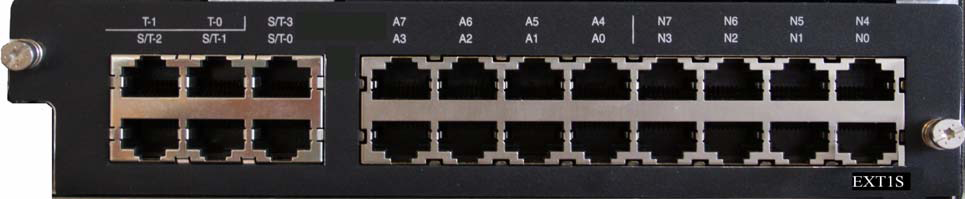 T-1 T-0 S/T-3 A7 A6 A5 A4 N7 N6 N5 N4
S/T-2 S/T-1 S/T-0 A3 A2 A1 A0 N3 N2 N1 N0
EXT1S